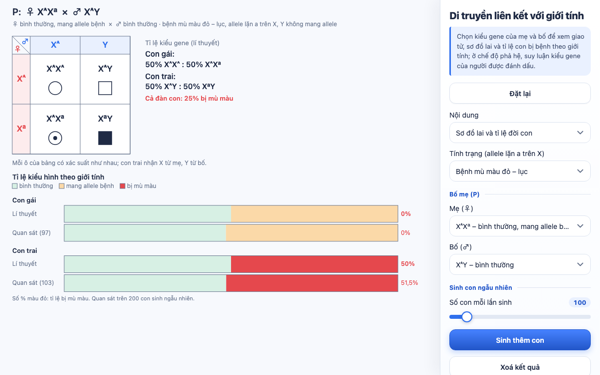 P: ♀ XᴬXᵃ × ♂ XᴬY
♀ bình thường, mang allele bệnh × ♂ bình thường · bệnh mù màu đỏ – lục, allele lặn a trên X, Y không mang allele
♂
♀
Xᴬ
Y
Xᴬ
XᴬXᴬ
XᴬY
Xᵃ
XᴬXᵃ
XᵃY
Tỉ lệ kiểu gene (lí thuyết)
Con gái:
50% XᴬXᴬ : 50% XᴬXᵃ
Con trai:
50% XᴬY : 50% XᵃY
Cả đàn con: 25% bị mù màu
Mỗi ô của bảng có xác suất như nhau; con trai nhận X từ mẹ, Y từ bố.
Tỉ lệ kiểu hình theo giới tính
bình thường
mang allele bệnh
bị mù màu
Con gái
Lí thuyết
0%
Quan sát (97)
0%
Con trai
Lí thuyết
50%
Quan sát (103)
51,5%
Số % màu đỏ: tỉ lệ bị mù màu. Quan sát trên 200 con sinh ngẫu nhiên.
Di truyền liên kết với giới tính
Chọn kiểu gene của mẹ và bố để xem giao
tử, sơ đồ lai và tỉ lệ con bị bệnh theo giới
tính; ở chế độ phả hệ, suy luận kiểu gene
của người được đánh dấu.
Đặt lại
Nội dung
Sơ đồ lai và tỉ lệ đời con
Tính trạng (allele lặn a trên X)
Bệnh mù màu đỏ – lục
Bố mẹ (P)
Mẹ (♀)
XᴬXᵃ – bình thường, mang allele b...
Bố (♂)
XᴬY – bình thường
Sinh con ngẫu nhiên
Số con mỗi lần sinh
100
Sinh thêm con
Xoá kết quả